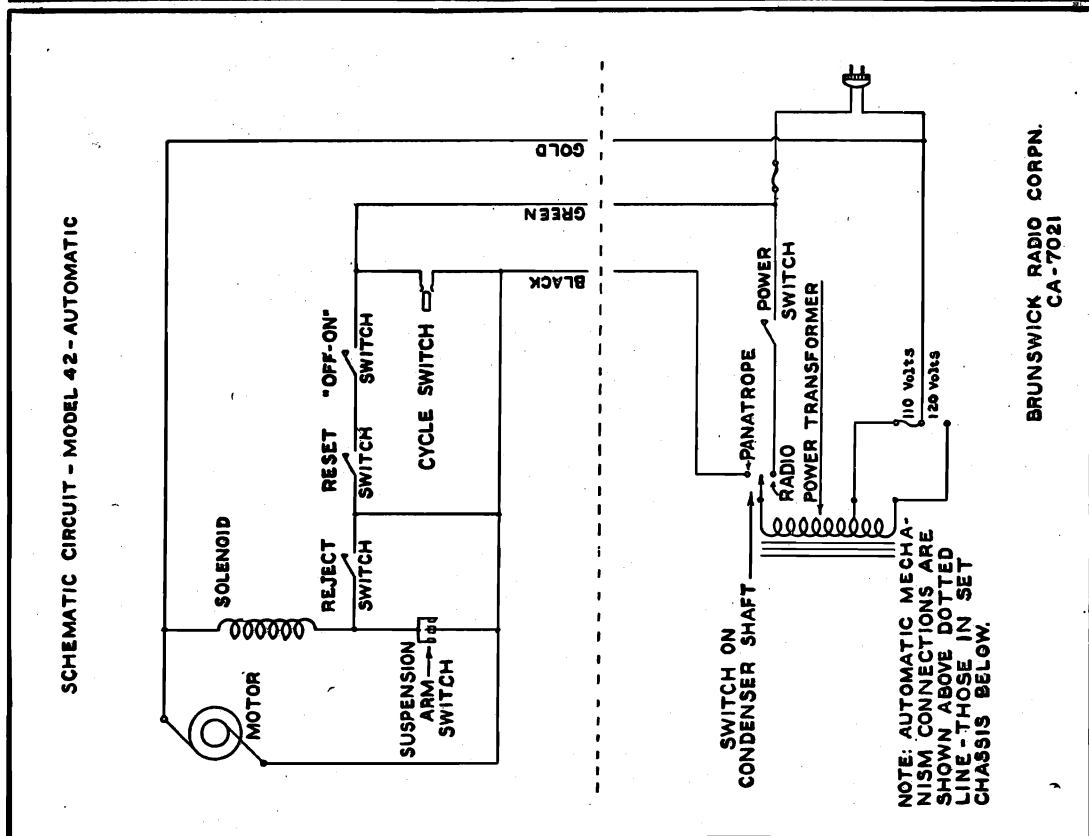 SCHEMATIC CIRCUIT - MODEL 42 - AUTOMATIC
MOTOR
SOLENOID
REJECT
SWITCH
RESET
SWITCH
"OFF-ON"
SWITCH
SUSPENSION
ARM
SWITCH
CYCLE SWITCH
GOLD
GREEN
BLACK
SWITCH ON
CONDENSER SHAFT
PANATROPE
RADIO
POWER
SWITCH
POWER TRANSFORMER
110 Volts
120 Volts
NOTE: AUTOMATIC MECHA-
NISM CONNECTIONS ARE
SHOWN ABOVE DOTTED
LINE - THOSE IN SET
CHASSIS BELOW.
BRUNSWICK RADIO CORPN.
CA-7021